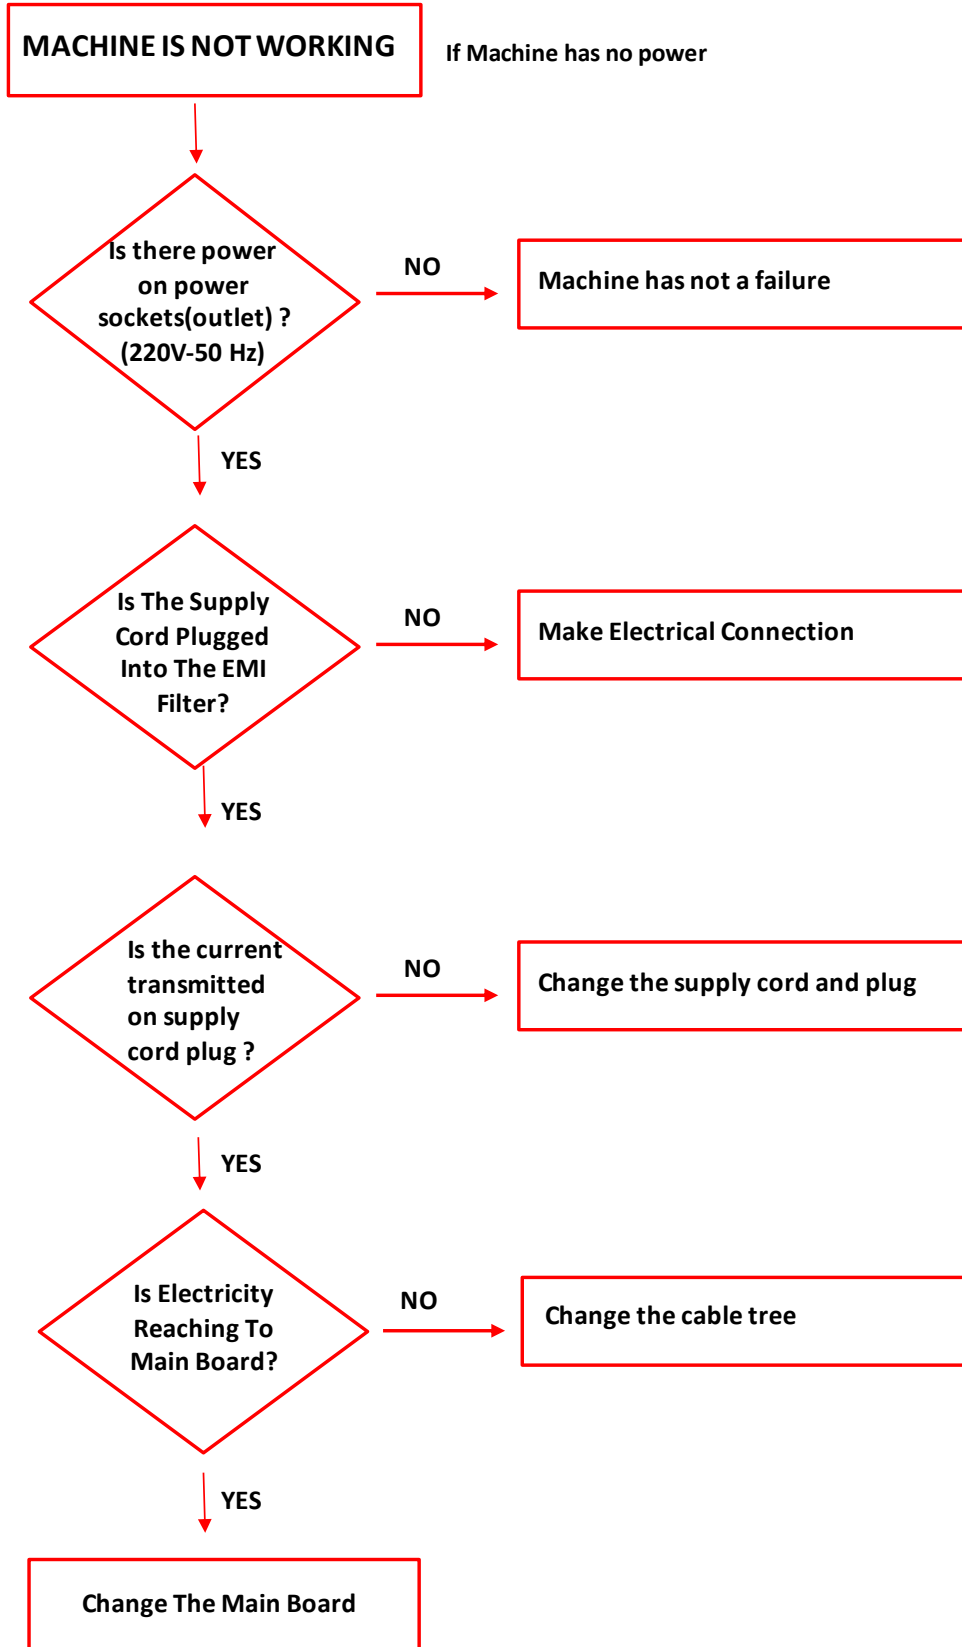 MACHINE IS NOT WORKING
If Machine has no power
Is there power
on power
sockets(outlet) ?
(220V-50 Hz)
NO
Machine has not a failure
YES
Is The Supply
Cord Plugged
Into The EMI
Filter?
NO
Make Electrical Connection
YES
Is the current
transmitted
on supply
cord plug ?
NO
Change the supply cord and plug
YES
Is Electricity
Reaching To
Main Board?
NO
Change the cable tree
YES
Change The Main Board